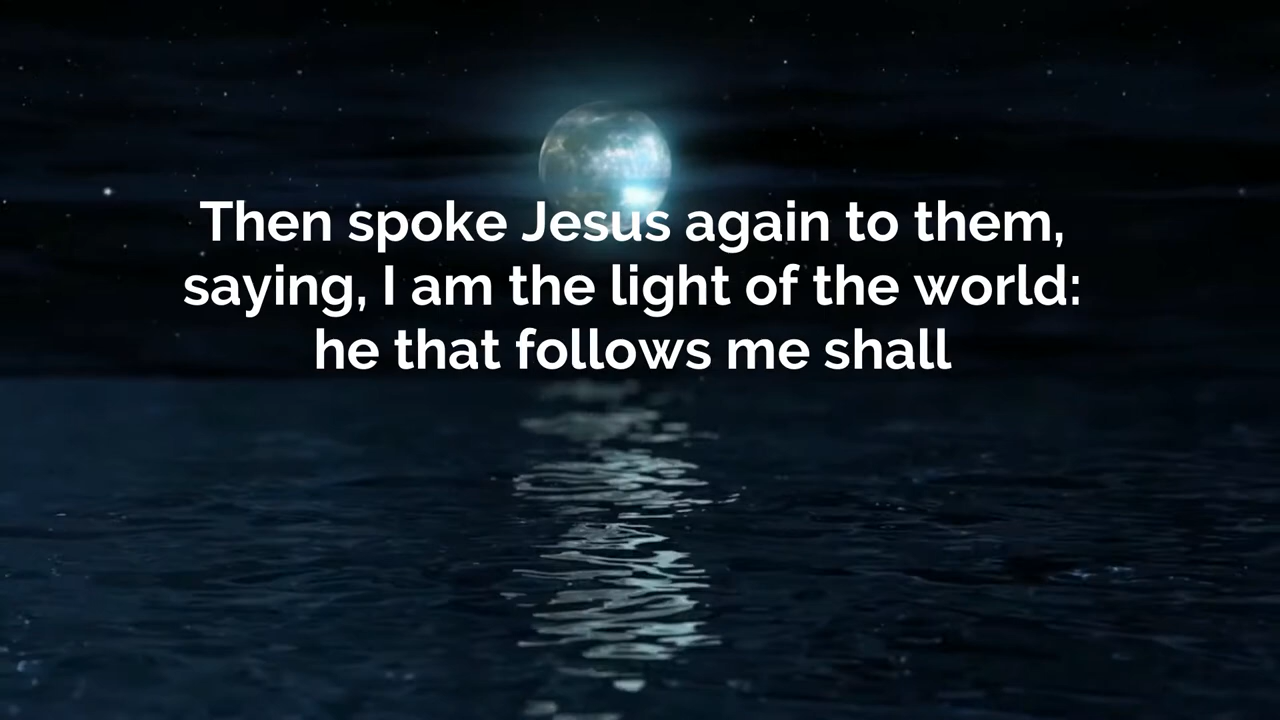 Then spoke Jesus again to them,
saying, I am the light of the world:
he that follows me shall